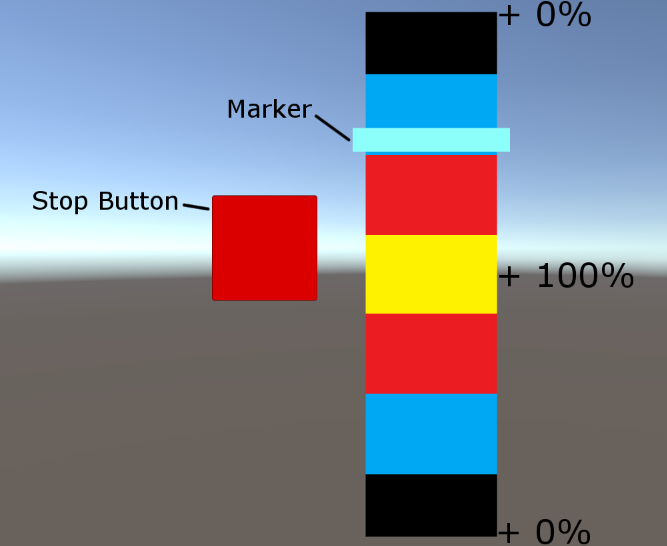 + 0%
Marker
Stop Button
+ 100%
+ 0%